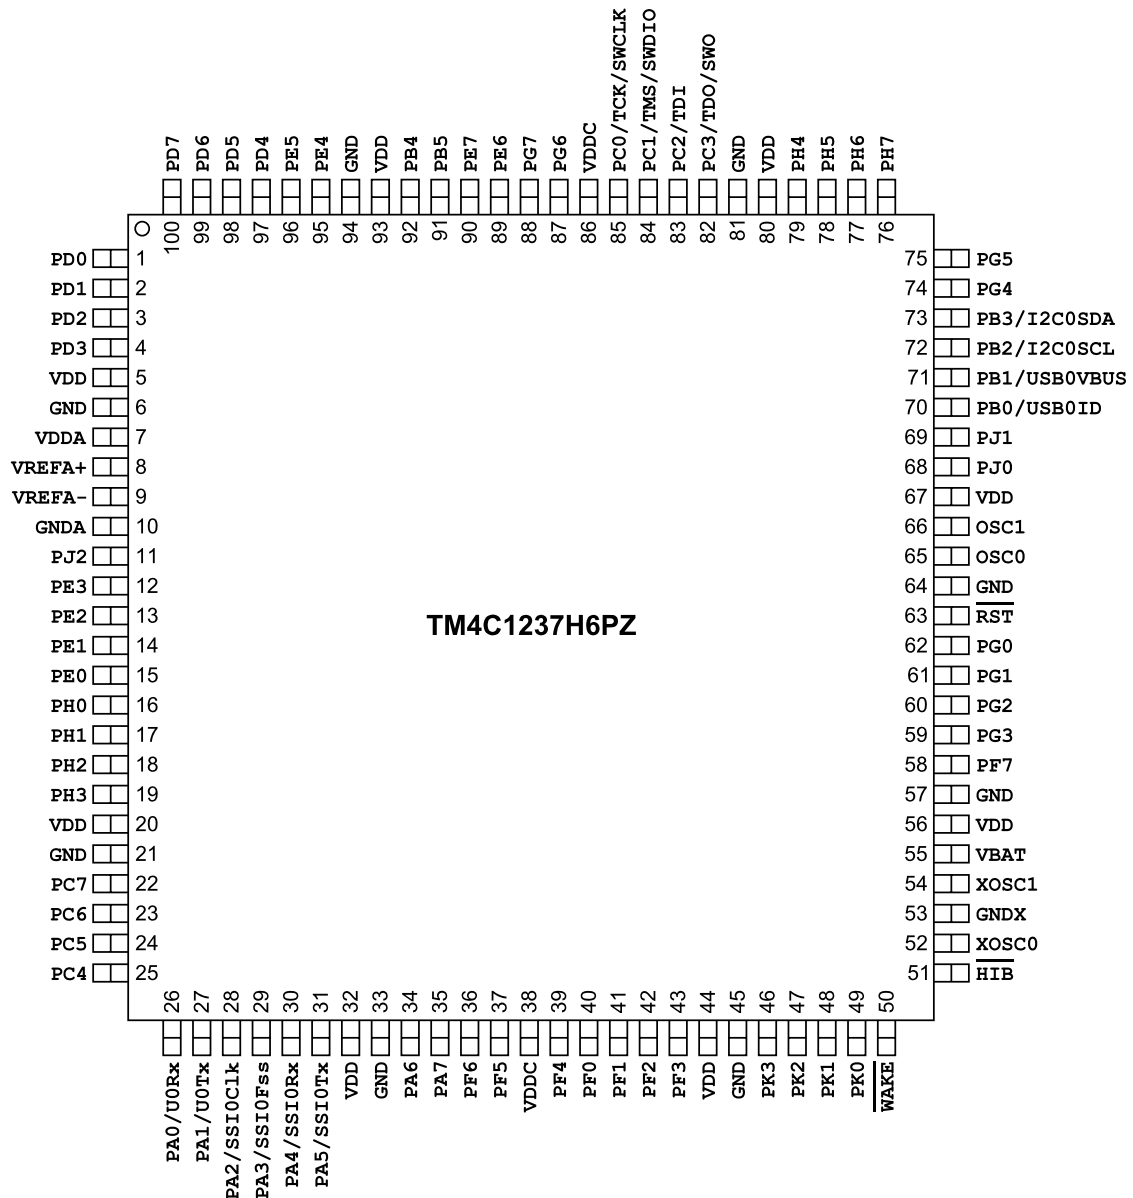 PD7
PD6
PD5
PD4
PE5
PE4
GND
VDD
PB4
PB5
PE7
PE6
PG7
PG6
VDDC
PC0/TCK/SWCLK
PC1/TMS/SWDIO
PC2/TDI
PC3/TDO/SWO
GND
VDD
PH4
PH5
PH6
PH7
100
99
98
97
96
95
94
93
92
91
90
89
88
87
86
85
84
83
82
81
80
79
78
77
76
PD0 1
PD1 2
PD2 3
PD3 4
VDD 5
GND 6
VDDA 7
VREFA+ 8
VREFA- 9
GNDA 10
PJ2 11
PE3 12
PE2 13
PE1 14
PE0 15
PH0 16
PH1 17
PH2 18
PH3 19
VDD 20
GND 21
PC7 22
PC6 23
PC5 24
PC4 25
TM4C1237H6PZ
75 PG5
74 PG4
73 PB3/I2C0SDA
72 PB2/I2C0SCL
71 PB1/USB0VBUS
70 PB0/USB0ID
69 PJ1
68 PJ0
67 VDD
66 OSC1
65 OSC0
64 GND
63 RST
62 PG0
61 PG1
60 PG2
59 PG3
58 PF7
57 GND
56 VDD
55 VBAT
54 XOSC1
53 GNDX
52 XOSC0
51 HIB
26
27
28
29
30
31
32
33
34
35
36
37
38
39
40
41
42
43
44
45
46
47
48
49
50
PA0/U0Rx
PA1/U0Tx
PA2/SSI0Clk
PA3/SSI0Fss
PA4/SSI0Rx
PA5/SSI0Tx
VDD
GND
PA6
PA7
PF6
PF5
VDDC
PF4
PF0
PF1
PF2
PF3
VDD
GND
PK3
PK2
PK1
PK0
WAKE